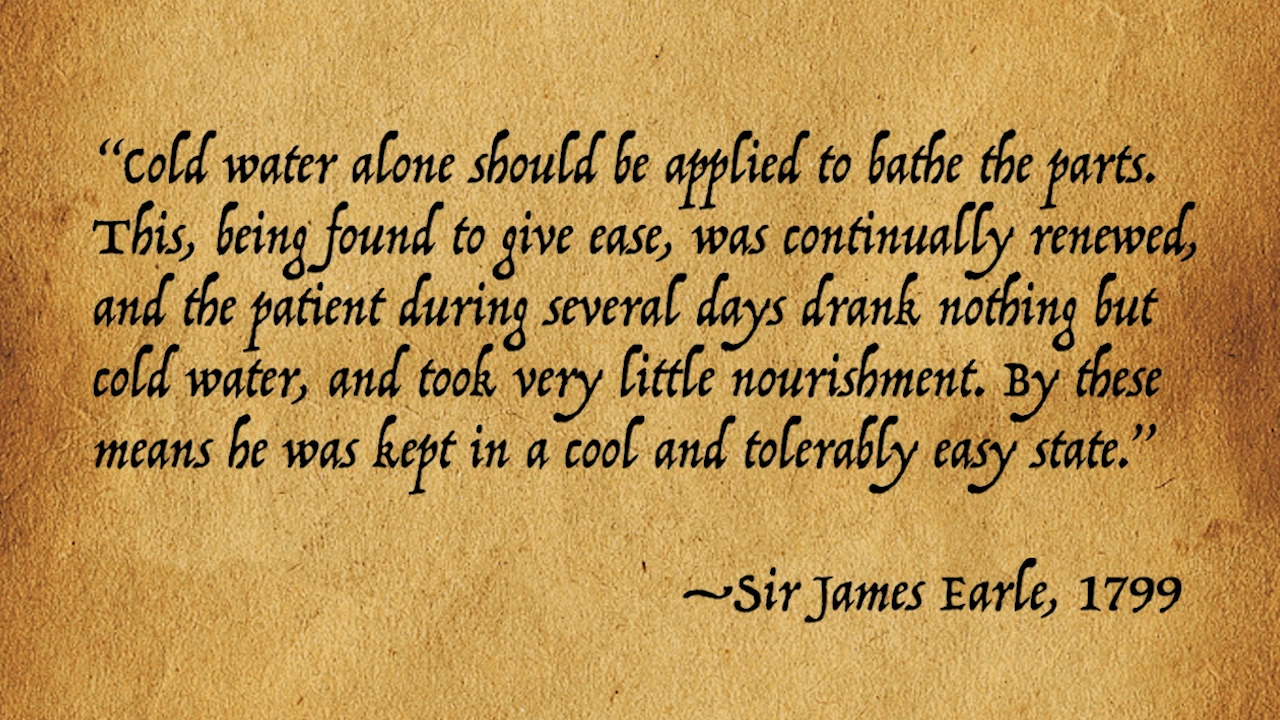 “Cold water alone should be applied to bathe the parts.
This, being found to give ease, was continually renewed,
and the patient during several days drank nothing but
cold water, and took very little nourishment. By these
means he was kept in a cool and tolerably easy state.”
~Sir James Earle, 1799